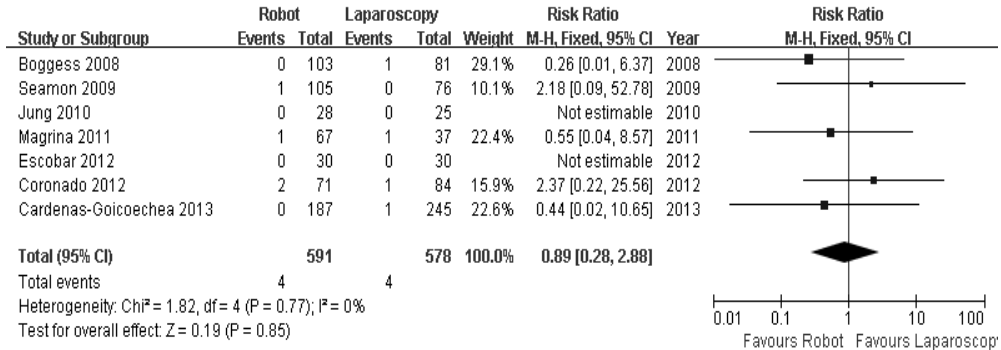 Robot Laparoscopy Risk Ratio Risk Ratio
Study or Subgroup Events Total Events Total Weight M-H, Fixed, 95% CI Year M-H, Fixed, 95% CI
Boggess 2008 0 103 1 81 29.1% 0.26 [0.01, 6.37] 2008
Seamon 2009 1 105 0 76 10.1% 2.18 [0.09, 52.78] 2009
Jung 2010 0 28 0 25 Not estimable 2010
Magrina 2011 1 67 1 37 22.4% 0.55 [0.04, 8.57] 2011
Escobar 2012 0 30 0 30 Not estimable 2012
Coronado 2012 2 71 1 84 15.9% 2.37 [0.22, 25.56] 2012
Cardenas-Goicoechea 2013 0 187 1 245 22.6% 0.44 [0.02, 10.65] 2013
Total (95% CI) 591 578 100.0% 0.89 [0.28, 2.88]
Total events 4 4
Heterogeneity: Chi² = 1.82, df = 4 (P = 0.77); I² = 0%
Test for overall effect: Z = 0.19 (P = 0.85)
0.01 0.1 1 10 100
Favours Robot Favours Laparoscopy